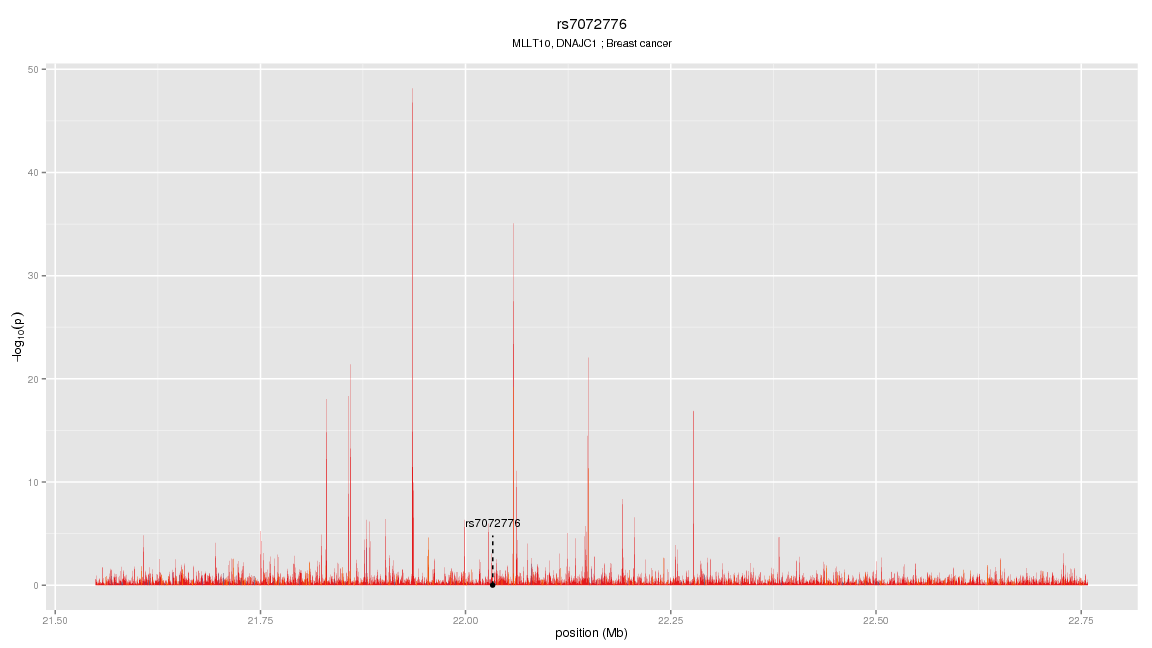 rs7072776
MLLT10, DNAJC1 ; Breast cancer
50
40
30
20
10
0
−log10(p)
rs7072776
21.50 21.75 22.00 22.25 22.50 22.75
position (Mb)